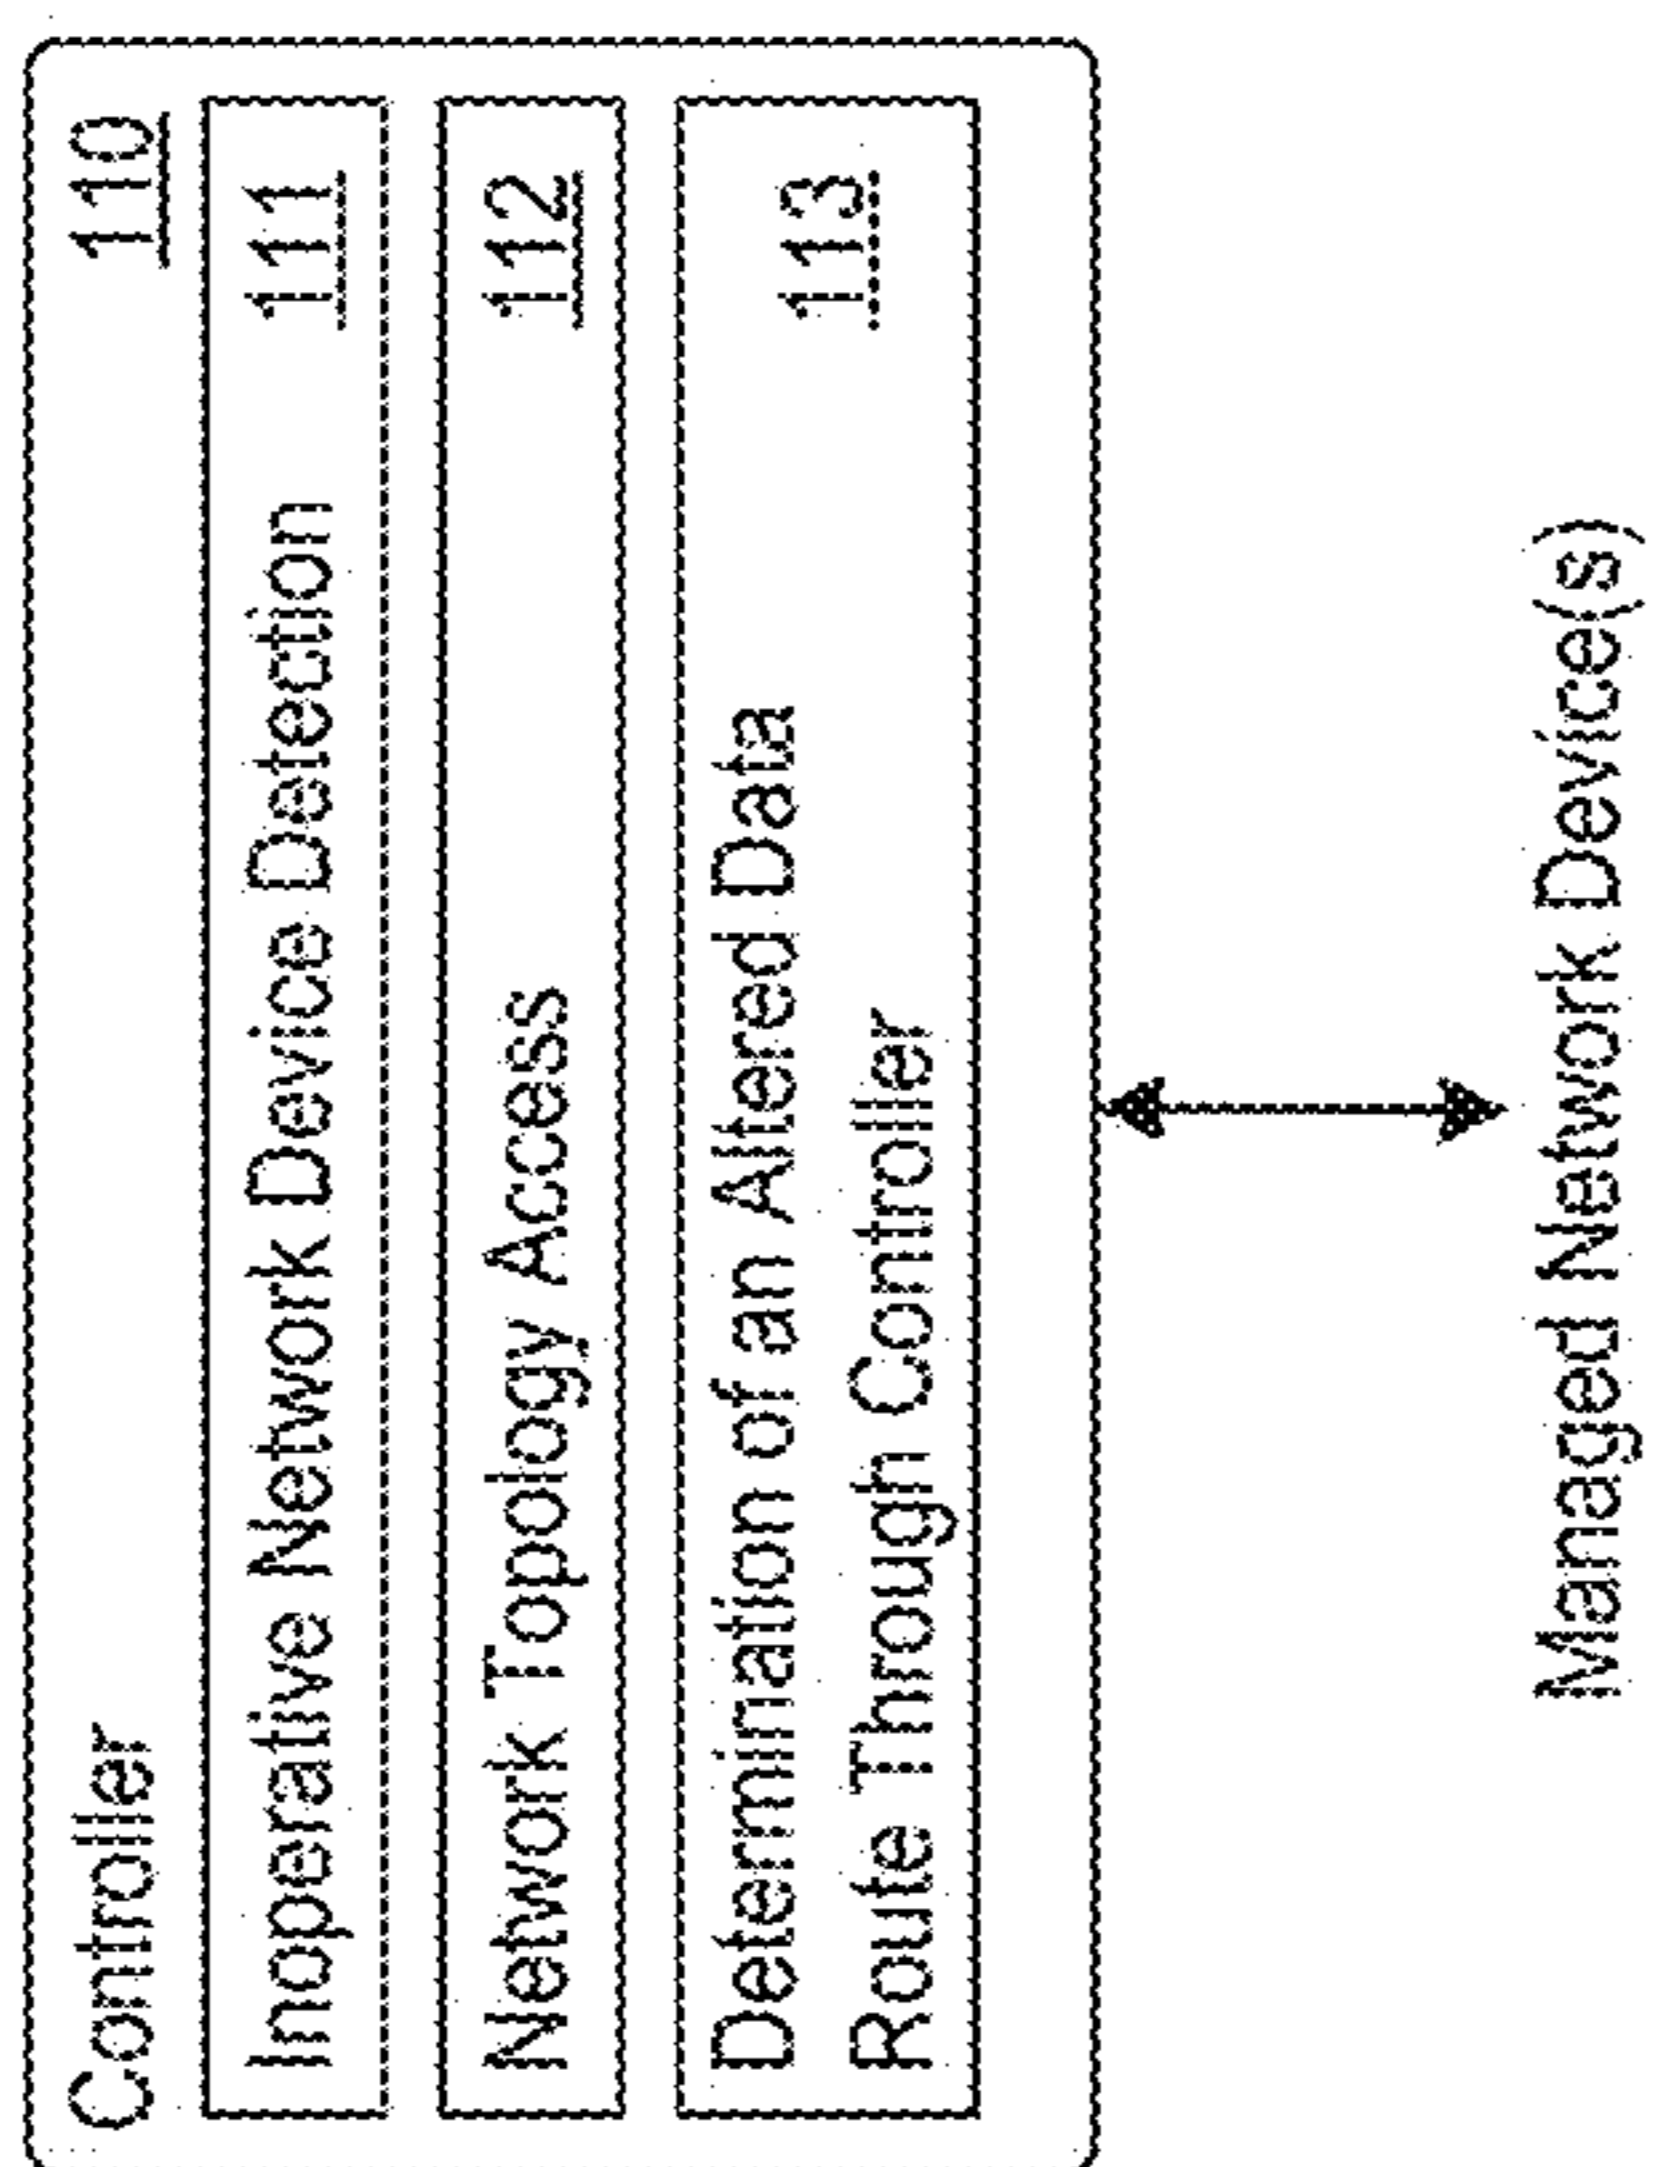 Controller 110
Inoperative Network Device Detection 111
Network Topology Access 112
Determination of an Altered Data
Route Through Controller 113
Managed Network Device(s)